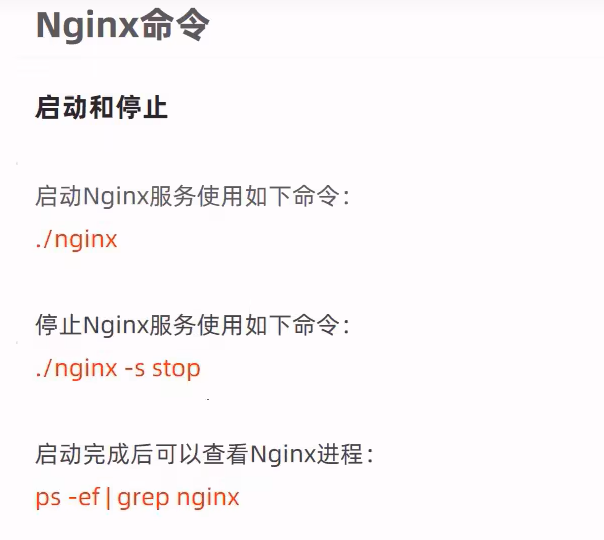 Nginx命令
启动和停止
启动Nginx服务使用如下命令：
./nginx
停止Nginx服务使用如下命令：
./nginx -s stop
启动完成后可以查看Nginx进程：
ps -ef | grep nginx